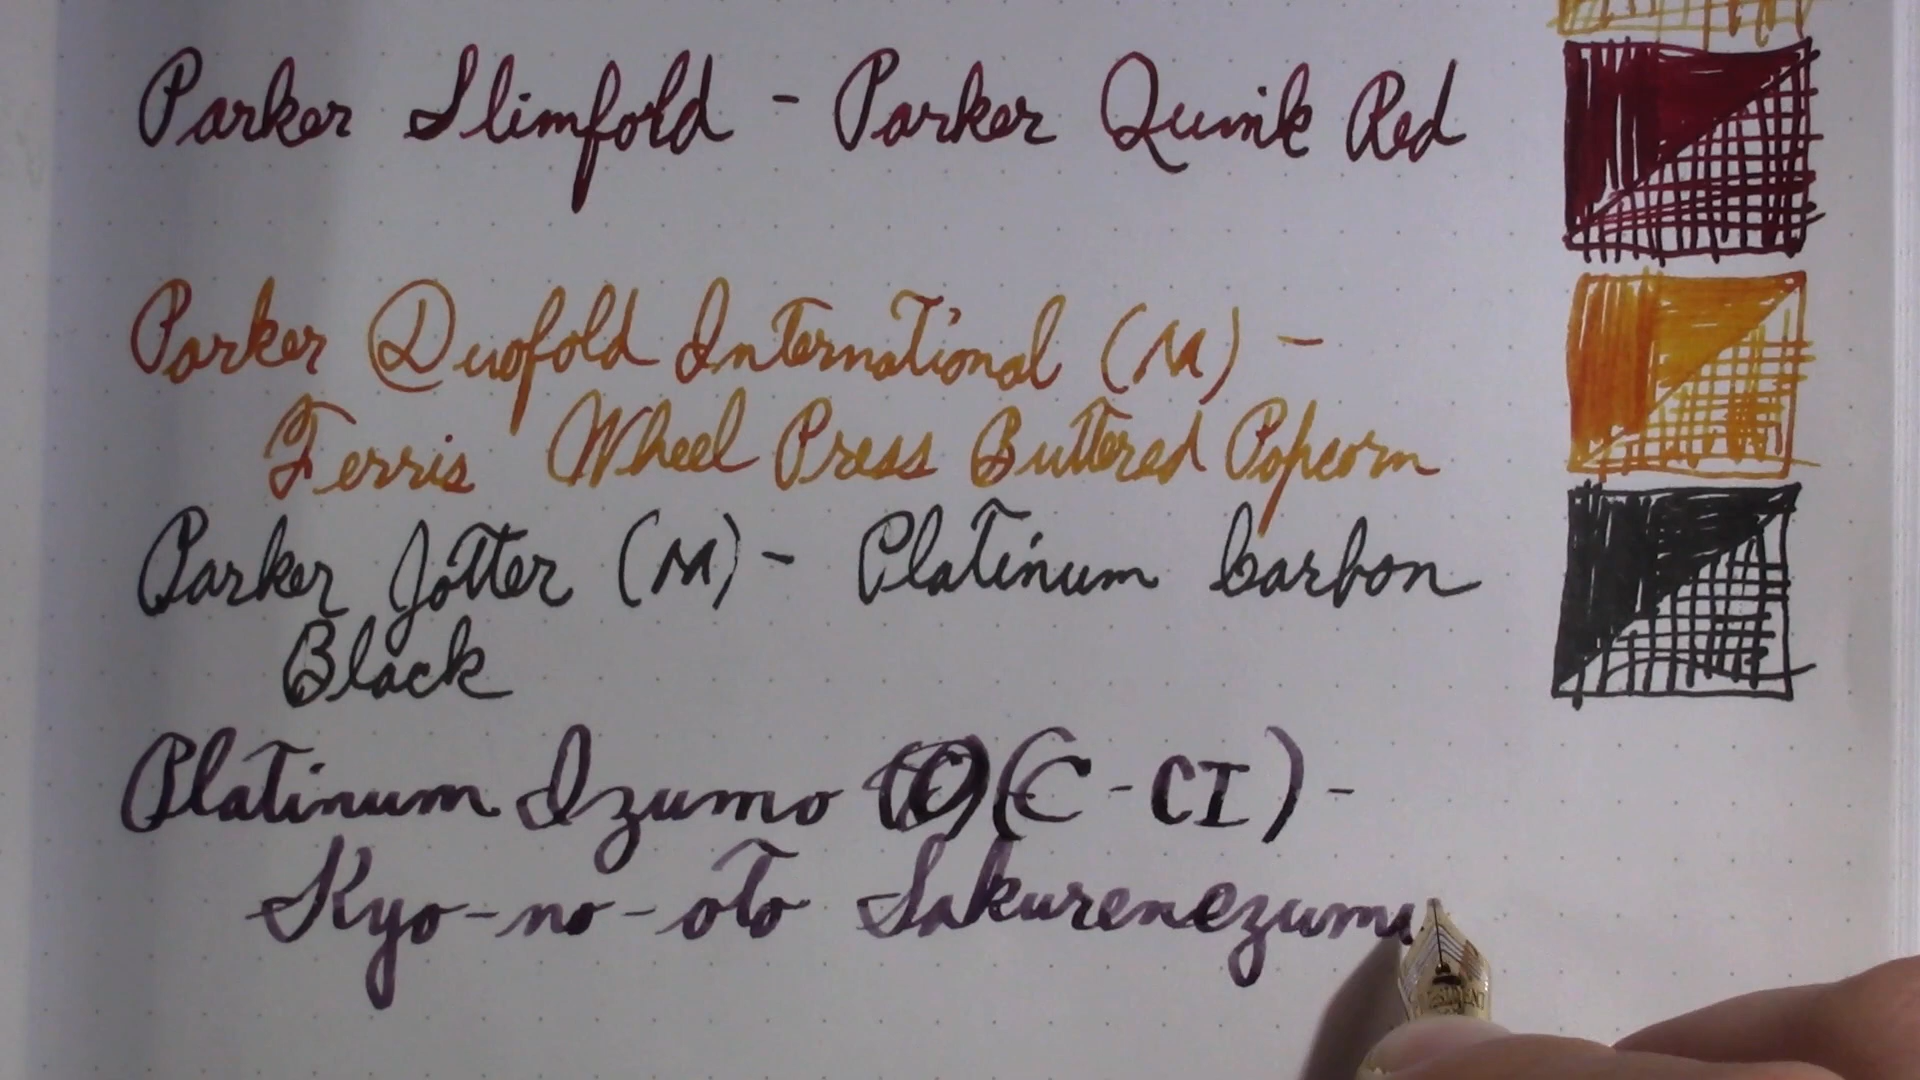 Parker Slimfold - Parker Quink Red
Parker Duofold International (M) -
Ferris Wheel Press Buttered Popcorn
Parker Jotter (M) - Platinum Carbon
Black
Platinum Izumo (C - CI) -
Kyo-no-oto Sakurenezumi